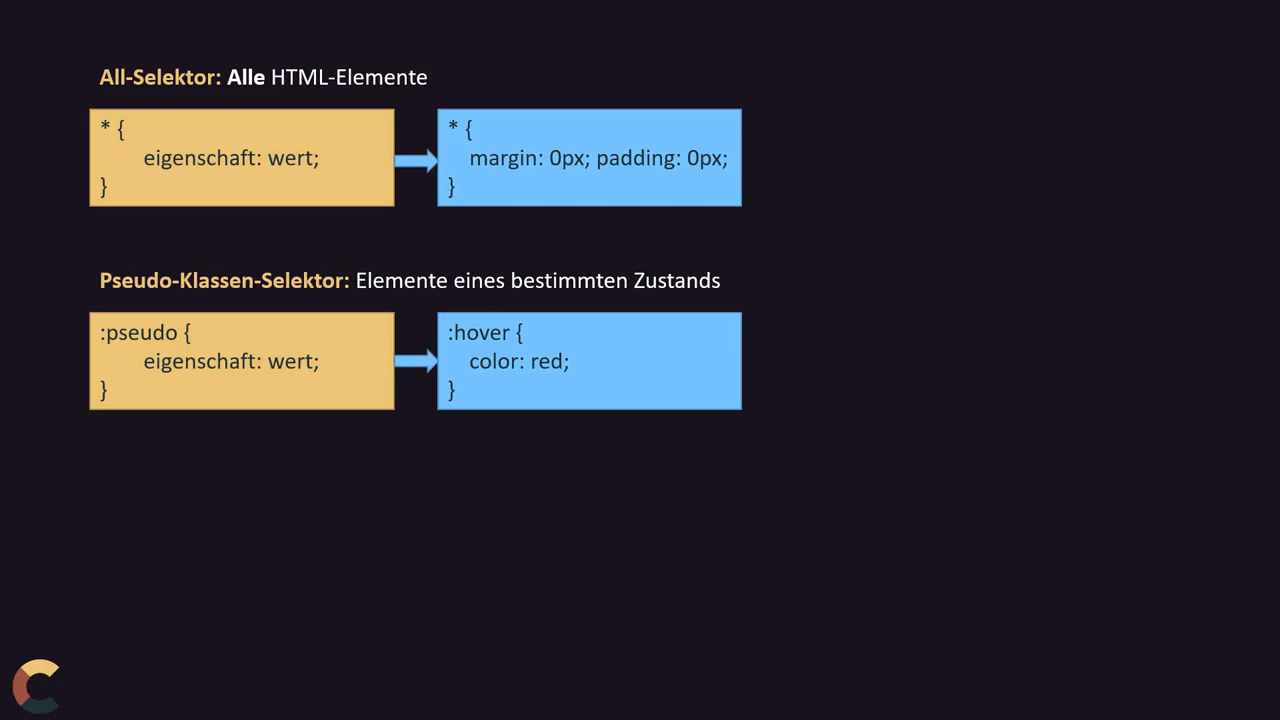 All-Selektor: Alle HTML-Elemente
* {
eigenschaft: wert;
}
* {
margin: 0px; padding: 0px;
}
Pseudo-Klassen-Selektor: Elemente eines bestimmten Zustands
:pseudo {
eigenschaft: wert;
}
:hover {
color: red;
}